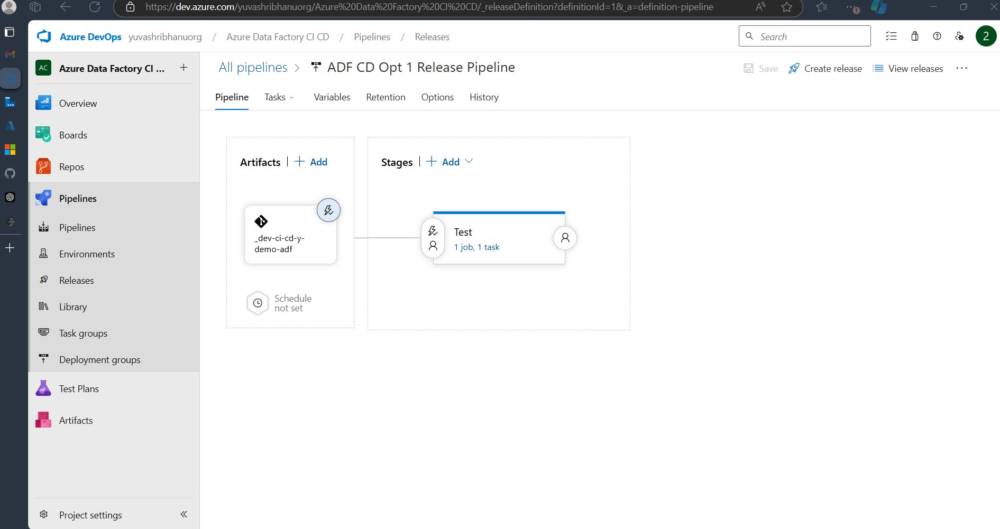 https://dev.azure.com/yuvashribhanuorg/Azure%20Data%20Factory%20CI%20CD/_releaseDefinition?definitionId=1&_a=definition-pipeline
Azure DevOps yuvashribhanuorg / Azure Data Factory CI CD / Pipelines / Releases
Search
2
AC Azure Data Factory CI ...
All pipelines > ADF CD Opt 1 Release Pipeline
Save Create release View releases ...
Pipeline Tasks Variables Retention Options History
Overview
Boards
Repos
Pipelines
Pipelines
Environments
Releases
Library
Task groups
Deployment groups
Test Plans
Artifacts
Project settings
Artifacts | + Add
_dev-ci-cd-y-
demo-adf
Schedule
not set
Stages | + Add
Test
1 job, 1 task